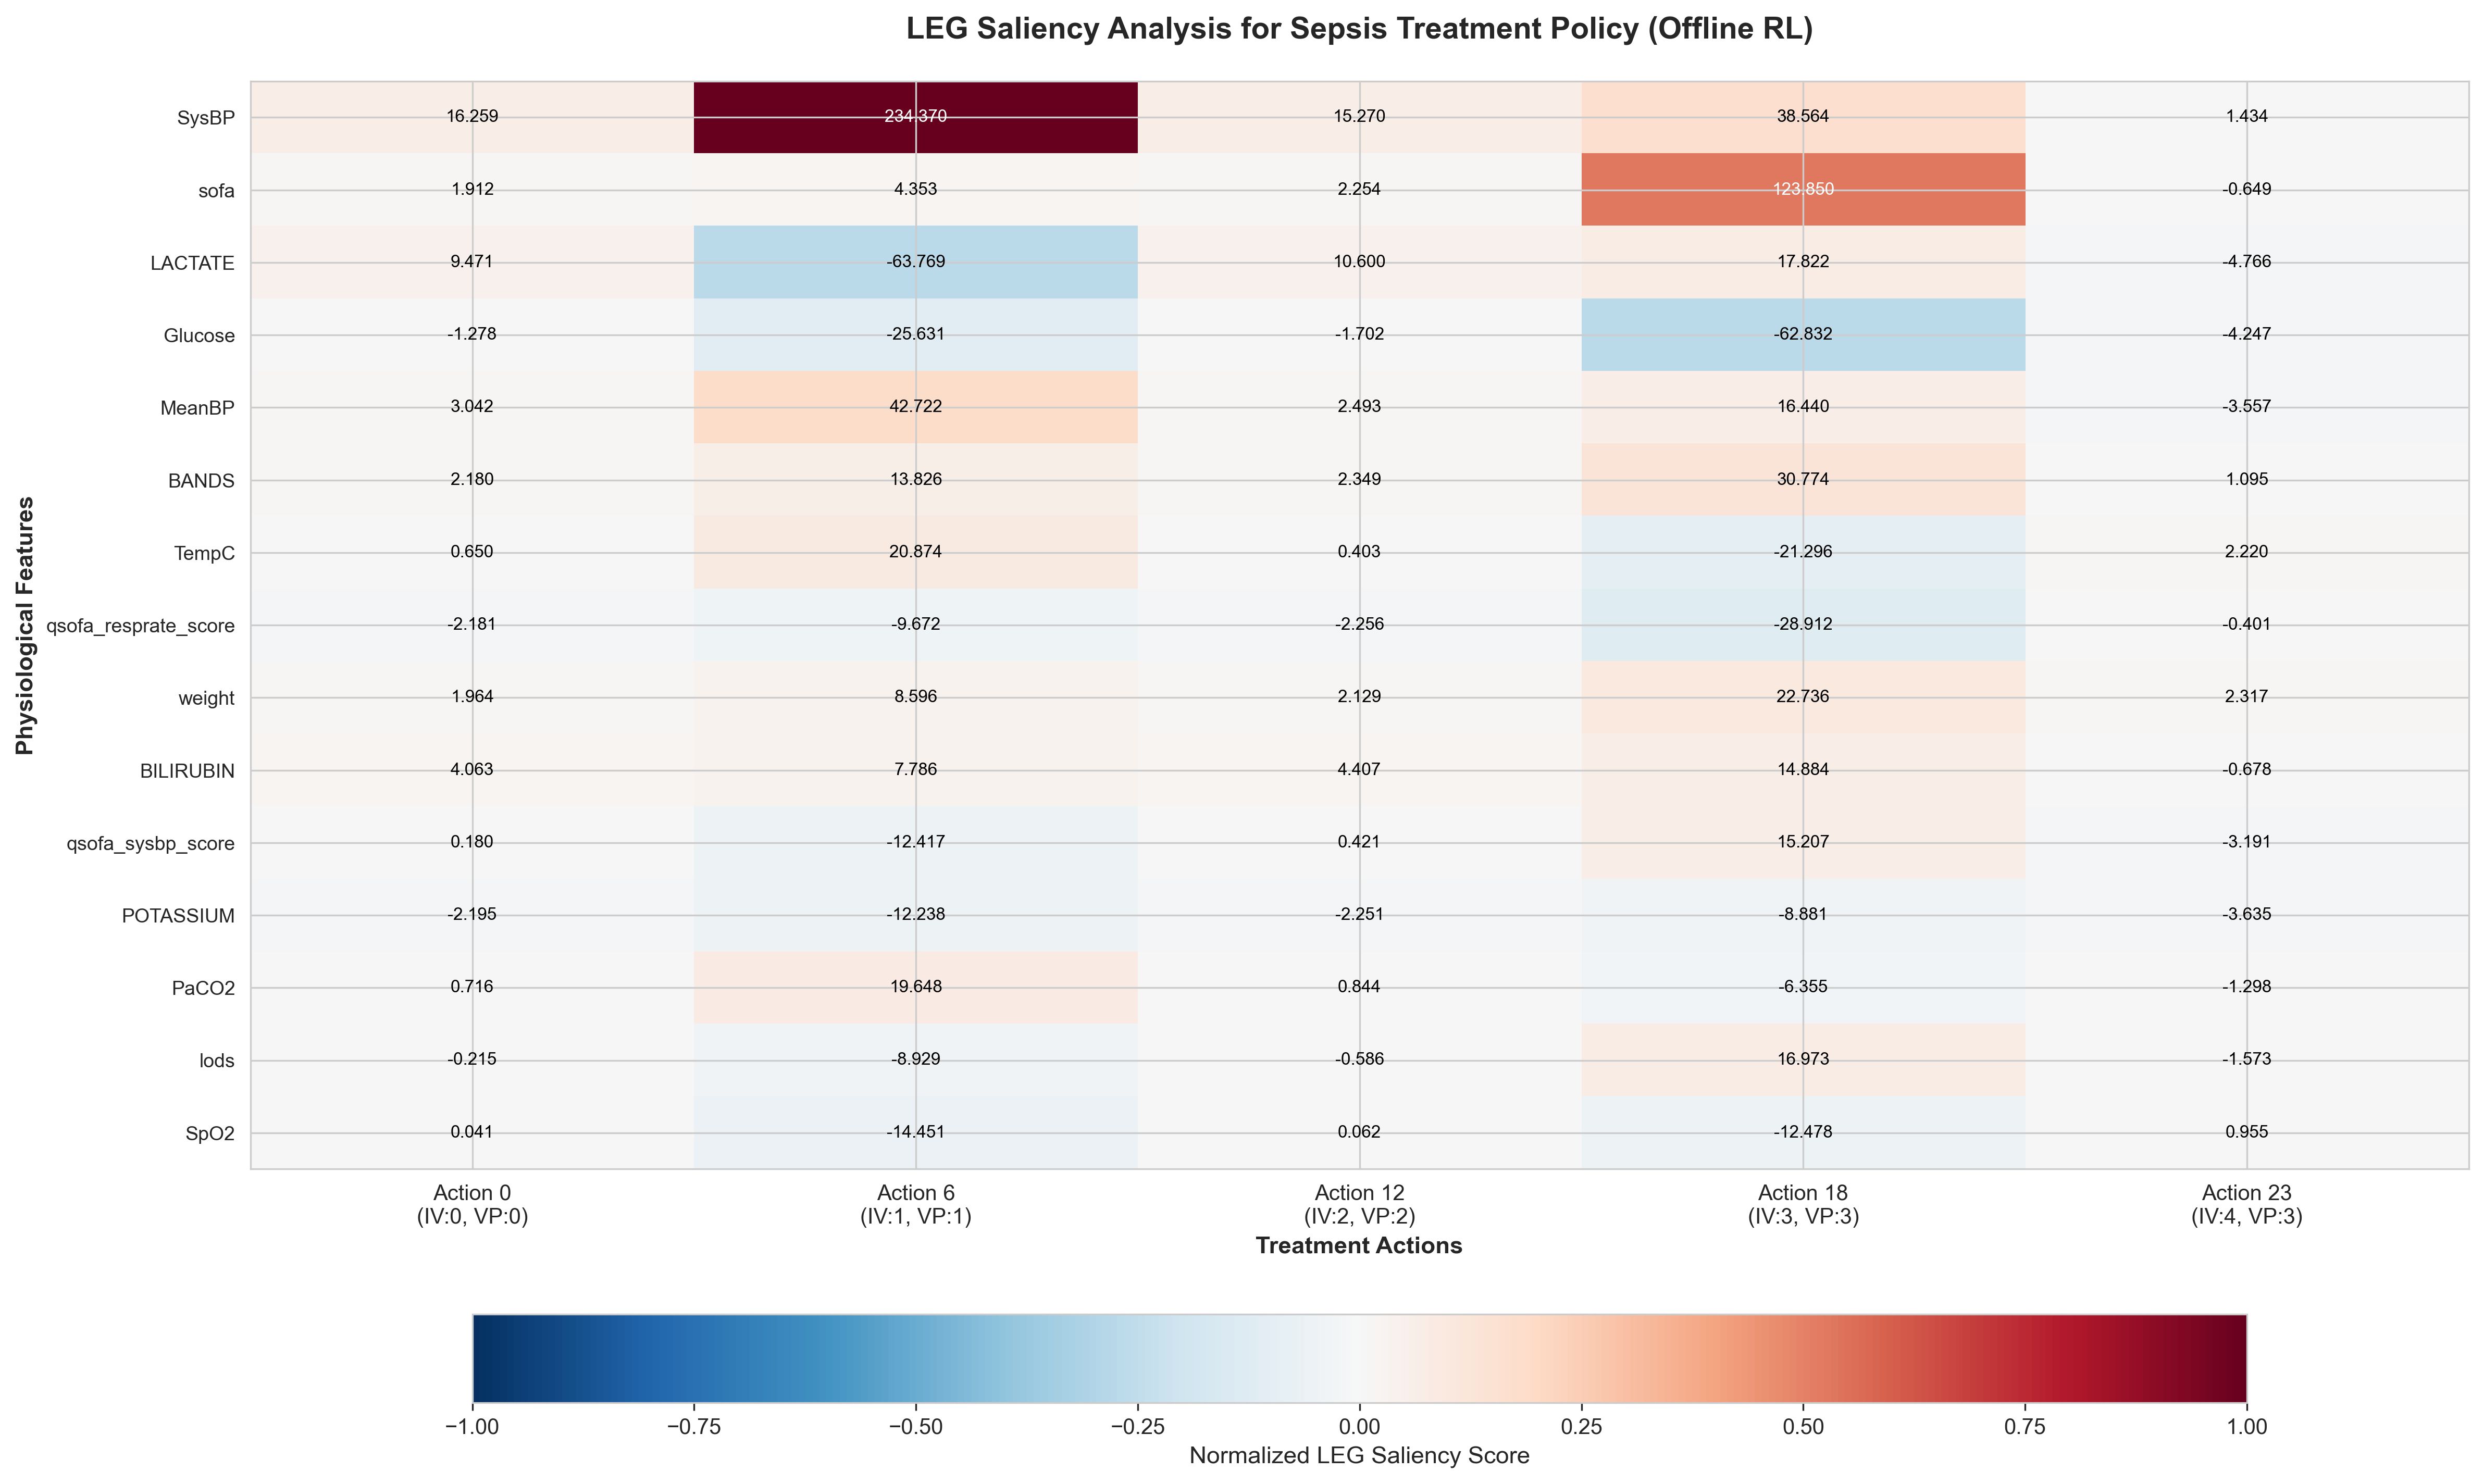 LEG Saliency Analysis for Sepsis Treatment Policy (Offline RL)
Physiological Features
SysBP 16.259 234.370 15.270 38.564 1.434
sofa 1.912 4.353 2.254 123.850 -0.649
LACTATE 9.471 -63.769 10.600 17.822 -4.766
Glucose -1.278 -25.631 -1.702 -62.832 -4.247
MeanBP 3.042 42.722 2.493 16.440 -3.557
BANDS 2.180 13.826 2.349 30.774 1.095
TempC 0.650 20.874 0.403 -21.296 2.220
qsofa_resprate_score -2.181 -9.672 -2.256 -28.912 -0.401
weight 1.964 8.596 2.129 22.736 2.317
BILIRUBIN 4.063 7.786 4.407 14.884 -0.678
qsofa_sysbp_score 0.180 -12.417 0.421 15.207 -3.191
POTASSIUM -2.195 -12.238 -2.251 -8.881 -3.635
PaCO2 0.716 19.648 0.844 -6.355 -1.298
lods -0.215 -8.929 -0.586 16.973 -1.573
SpO2 0.041 -14.451 0.062 -12.478 0.955
Action 0 Action 6 Action 12 Action 18 Action 23
(IV:0, VP:0) (IV:1, VP:1) (IV:2, VP:2) (IV:3, VP:3) (IV:4, VP:3)
Treatment Actions
−1.00 −0.75 −0.50 −0.25 0.00 0.25 0.50 0.75 1.00
Normalized LEG Saliency Score